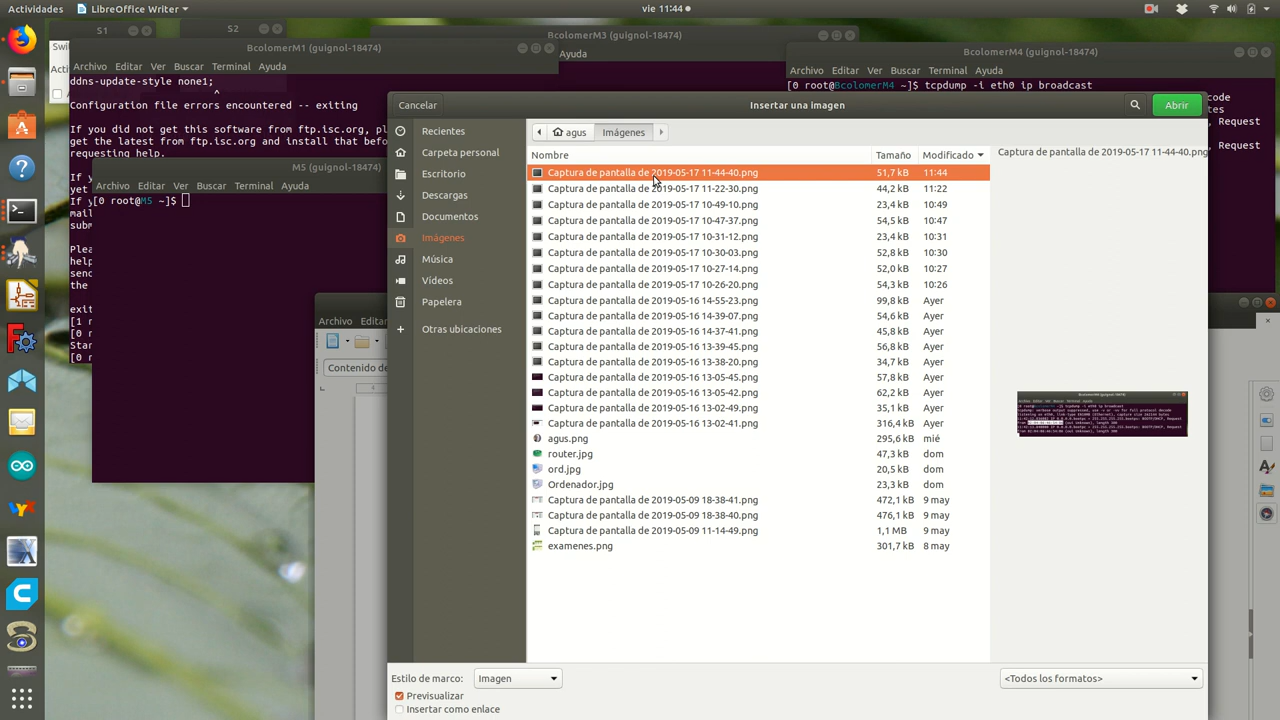 Actividades
LibreOffice Writer
vie 11:44
S1
S2
BcolomerM3 (guignol-18474)
Ayuda
BcolomerM1 (guignol-18474)
Archivo Editar Ver Buscar Terminal Ayuda
ddns-update-style none1;
^
Configuration file errors encountered -- exiting
If you did not get this software from ftp.isc.org, pl
get the latest from ftp.isc.org and install that befor
requesting help.
If y
yet
If y
mail
subm
Plea
help
send
the
exit
[1 r
[0 r
Star
[0 r
M5 (guignol-18474)
Archivo Editar Ver Buscar Terminal Ayuda
[0 root@M5 ~]$
BcolomerM4 (guignol-18474)
Archivo Editar Ver Buscar Terminal Ayuda
[0 root@BcolomerM4 ~]$ tcpdump -i eth0 ip broadcast
code
tes
Request
Request
Archivo Editar
Contenido de
Cancelar
Insertar una imagen
Abrir
Recientes
Carpeta personal
Escritorio
Descargas
Documentos
Imágenes
Música
Vídeos
Papelera
Otras ubicaciones
agus Imágenes
Nombre Tamaño Modificado
Captura de pantalla de 2019-05-17 11-44-40.png 51,7 kB 11:44
Captura de pantalla de 2019-05-17 11-22-30.png 44,2 kB 11:22
Captura de pantalla de 2019-05-17 10-49-10.png 23,4 kB 10:49
Captura de pantalla de 2019-05-17 10-47-37.png 54,5 kB 10:47
Captura de pantalla de 2019-05-17 10-31-12.png 23,4 kB 10:31
Captura de pantalla de 2019-05-17 10-30-03.png 52,8 kB 10:30
Captura de pantalla de 2019-05-17 10-27-14.png 52,0 kB 10:27
Captura de pantalla de 2019-05-17 10-26-20.png 54,3 kB 10:26
Captura de pantalla de 2019-05-16 14-55-23.png 99,8 kB Ayer
Captura de pantalla de 2019-05-16 14-39-07.png 54,6 kB Ayer
Captura de pantalla de 2019-05-16 14-37-41.png 45,8 kB Ayer
Captura de pantalla de 2019-05-16 13-39-45.png 56,8 kB Ayer
Captura de pantalla de 2019-05-16 13-38-20.png 34,7 kB Ayer
Captura de pantalla de 2019-05-16 13-05-45.png 57,8 kB Ayer
Captura de pantalla de 2019-05-16 13-05-42.png 62,2 kB Ayer
Captura de pantalla de 2019-05-16 13-02-49.png 35,1 kB Ayer
Captura de pantalla de 2019-05-16 13-02-41.png 316,4 kB Ayer
agus.png 295,6 kB mié
router.jpg 47,3 kB dom
ord.jpg 20,5 kB dom
Ordenador.jpg 23,3 kB dom
Captura de pantalla de 2019-05-09 18-38-41.png 472,1 kB 9 may
Captura de pantalla de 2019-05-09 18-38-40.png 476,1 kB 9 may
Captura de pantalla de 2019-05-09 11-14-49.png 1,1 MB 9 may
examenes.png 301,7 kB 8 may
Captura de pantalla de 2019-05-17 11-44-40.png
Estilo de marco: Imagen
<Todos los formatos>
Previsualizar
Insertar como enlace